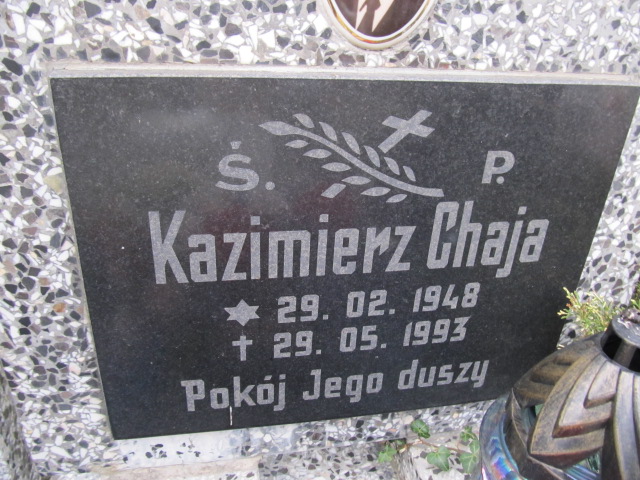 Ś. P.
Kazimierz Chaja
29. 02. 1948
29. 05. 1993
Pokój Jego duszy